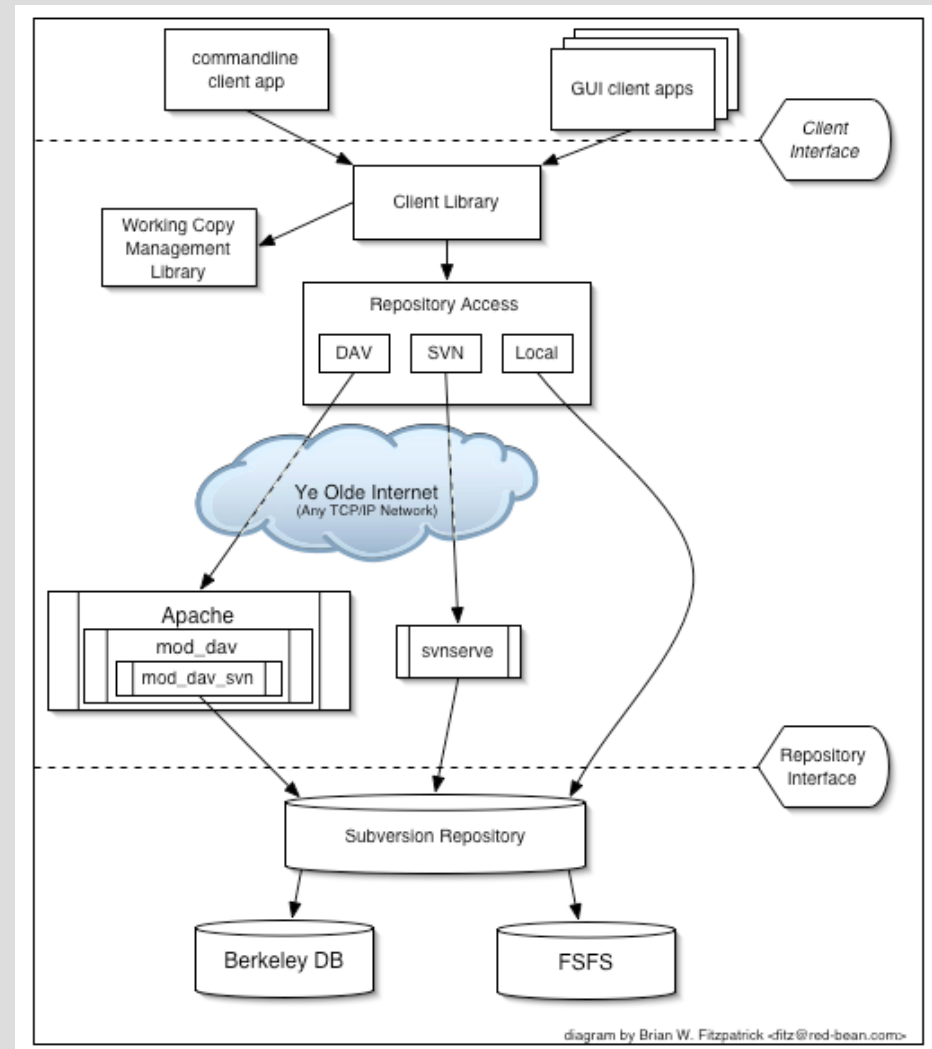 commandline
client app
GUI client apps
Client
Interface
Client Library
Working Copy
Management
Library
Repository Access
DAV
SVN
Local
Ye Olde Internet
(Any TCP/IP Network)
Apache
mod_dav
mod_dav_svn
svnserve
Repository
Interface
Subversion Repository
Berkeley DB
FSFS
diagram by Brian W. Fitzpatrick <fitz@red-bean.com>